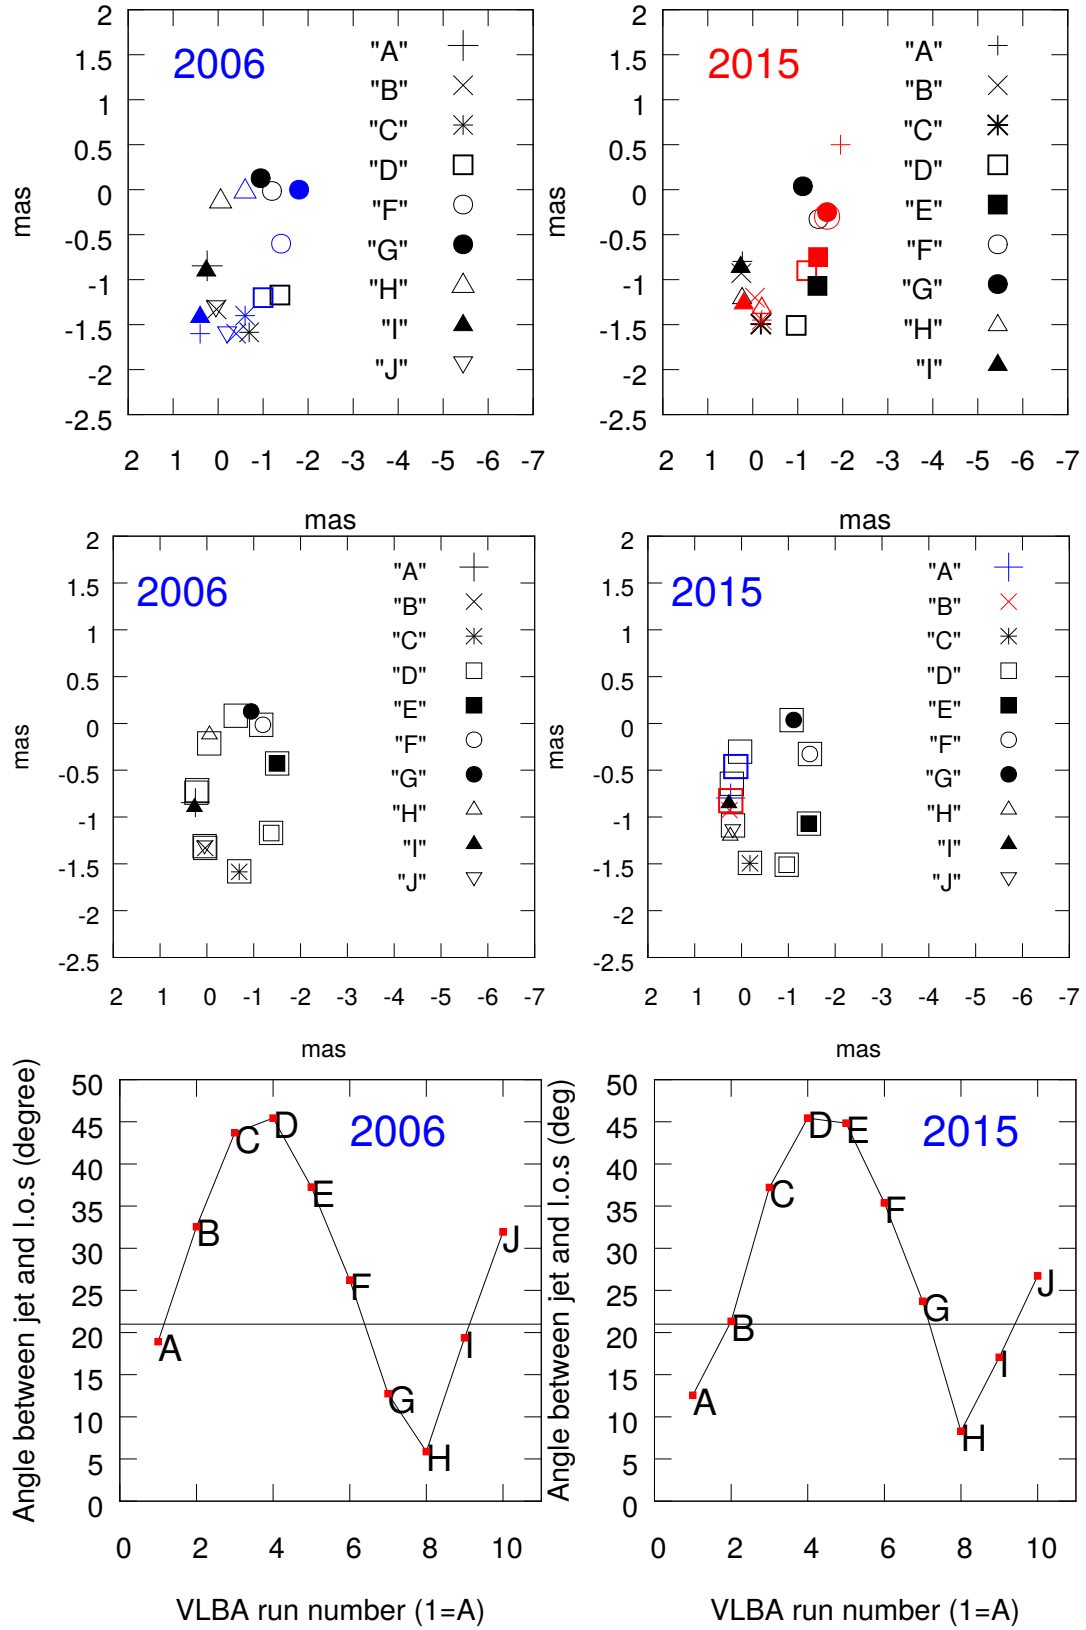 2
1.5
1
0.5
0
-0.5
-1
-1.5
-2
-2.5
2 1 0 -1 -2 -3 -4 -5 -6 -7
mas
mas
2006
"A"
"B"
"C"
"D"
"F"
"G"
"H"
"I"
"J"
2
1.5
1
0.5
0
-0.5
-1
-1.5
-2
-2.5
2 1 0 -1 -2 -3 -4 -5 -6 -7
mas
mas
2015
"A"
"B"
"C"
"D"
"E"
"F"
"G"
"H"
"I"
2
1.5
1
0.5
0
-0.5
-1
-1.5
-2
-2.5
2 1 0 -1 -2 -3 -4 -5 -6 -7
mas
mas
2006
"A"
"B"
"C"
"D"
"E"
"F"
"G"
"H"
"I"
"J"
2
1.5
1
0.5
0
-0.5
-1
-1.5
-2
-2.5
2 1 0 -1 -2 -3 -4 -5 -6 -7
mas
mas
2015
"A"
"B"
"C"
"D"
"E"
"F"
"G"
"H"
"I"
"J"
50
45
40
35
30
25
20
15
10
5
0
0 2 4 6 8 10
Angle between jet and l.o.s (degree)
VLBA run number (1=A)
2006
A
B
C
D
E
F
G
H
I
J
50
45
40
35
30
25
20
15
10
5
0
0 2 4 6 8 10
Angle between jet and l.o.s (deg)
VLBA run number (1=A)
2015
A
B
C
D
E
F
G
H
I
J